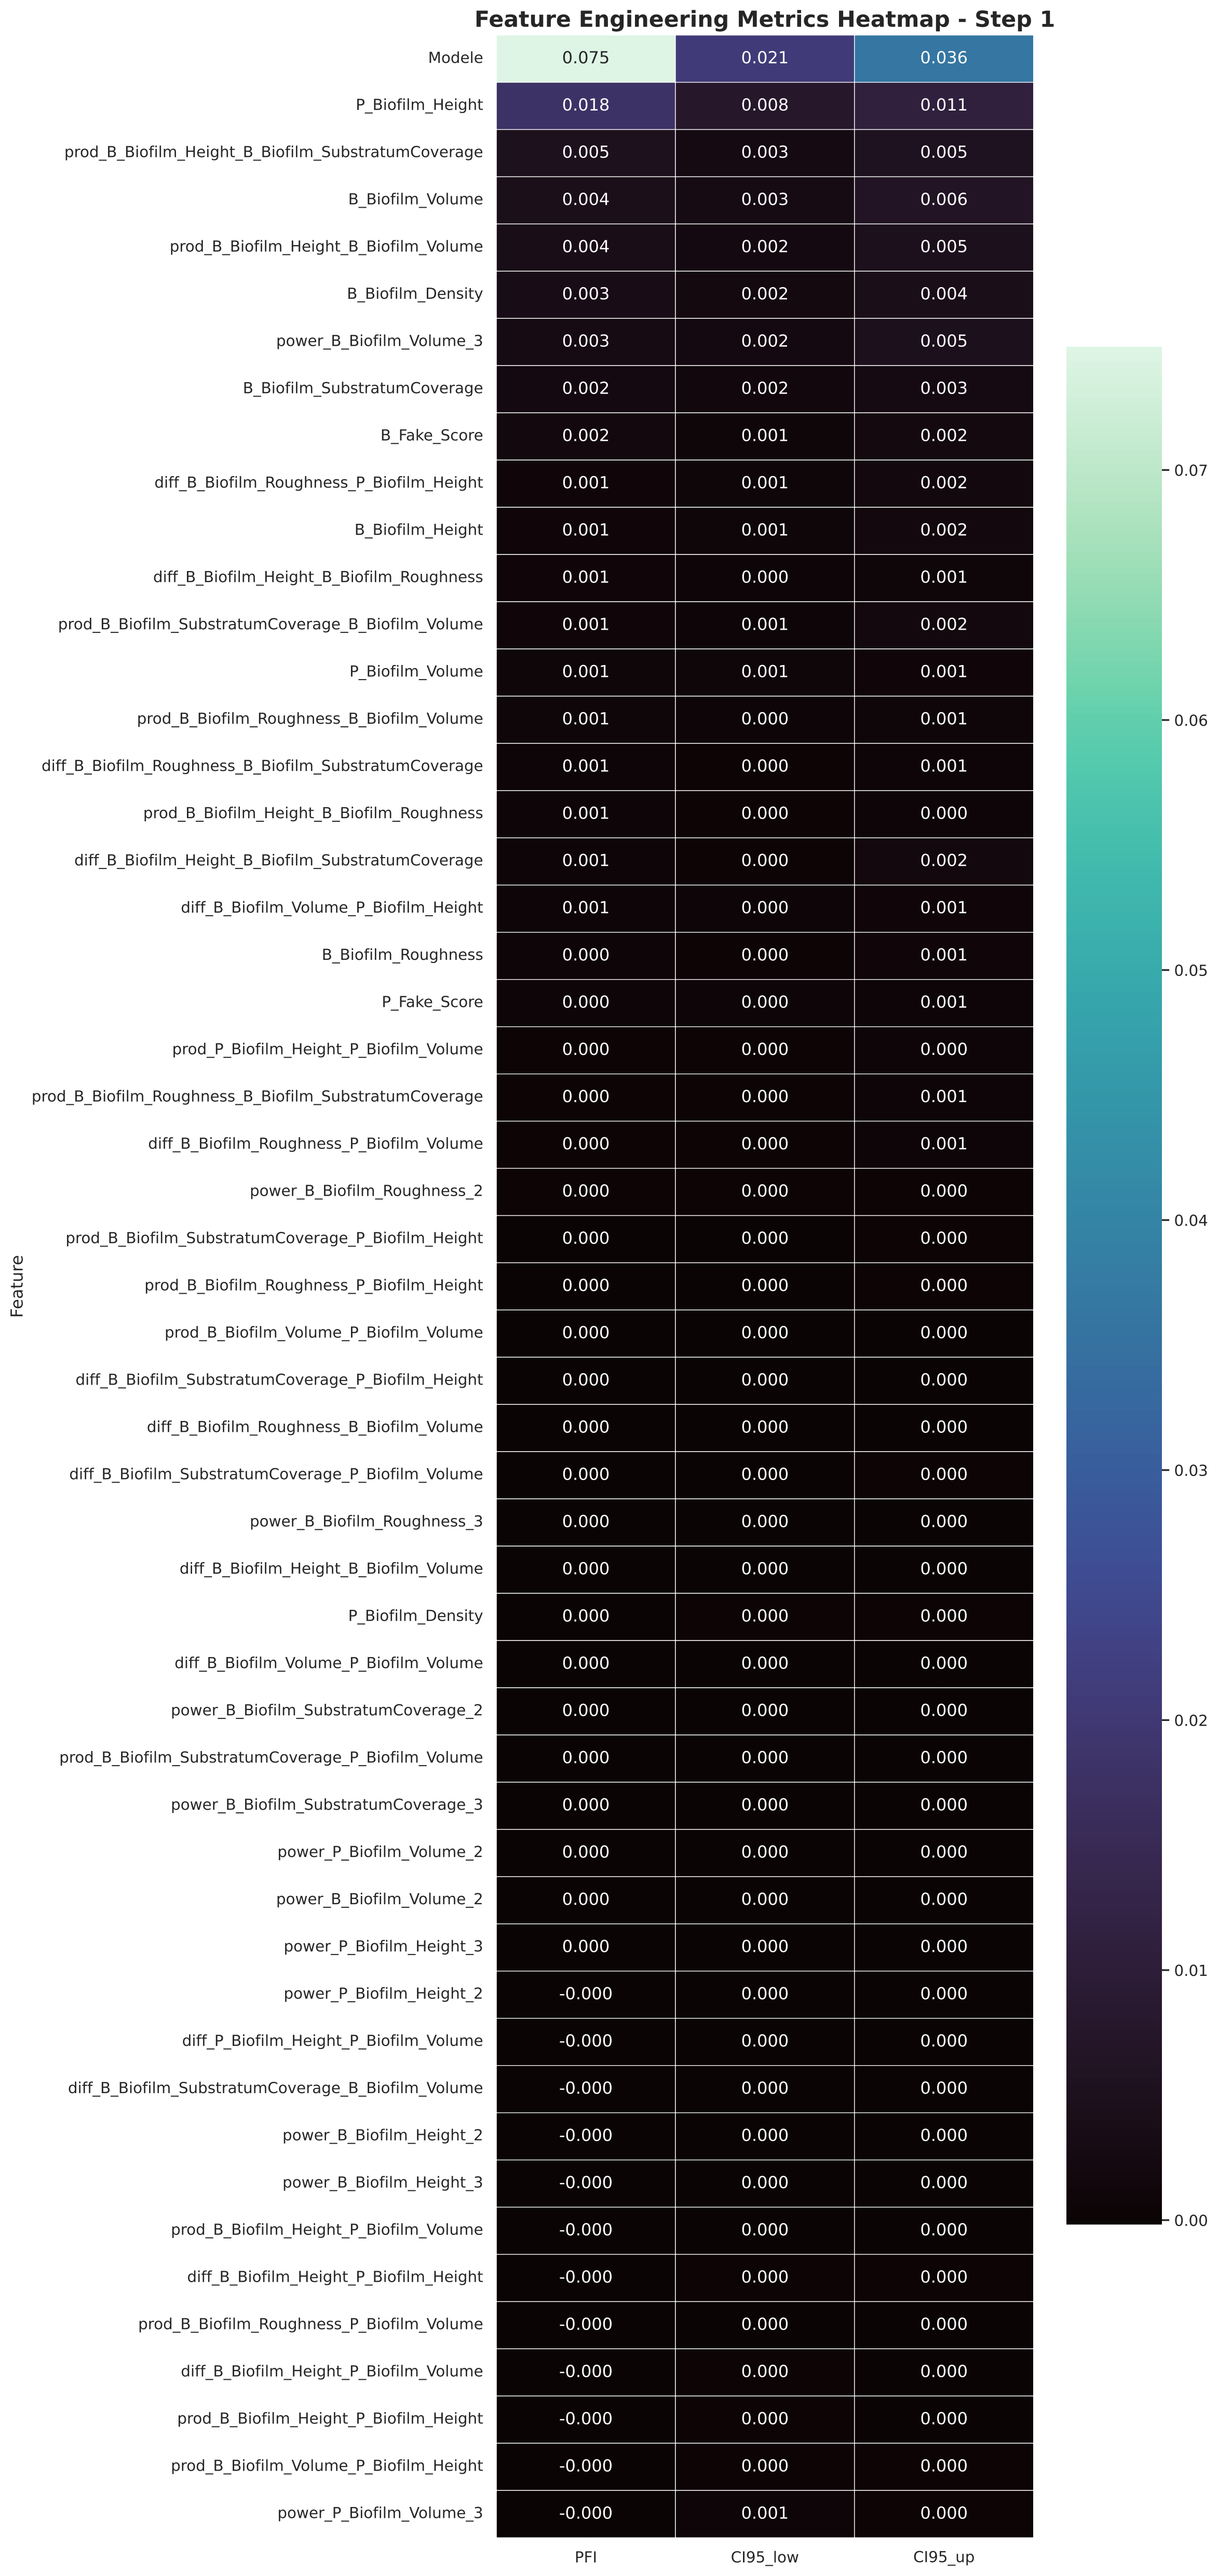 Feature Engineering Metrics Heatmap - Step 1
Modele 0.075 0.021 0.036
P_Biofilm_Height 0.018 0.008 0.011
prod_B_Biofilm_Height_B_Biofilm_SubstratumCoverage 0.005 0.003 0.005
B_Biofilm_Volume 0.004 0.003 0.006
prod_B_Biofilm_Height_B_Biofilm_Volume 0.004 0.002 0.005
B_Biofilm_Density 0.003 0.002 0.004
power_B_Biofilm_Volume_3 0.003 0.002 0.005
B_Biofilm_SubstratumCoverage 0.002 0.002 0.003
B_Fake_Score 0.002 0.001 0.002
diff_B_Biofilm_Roughness_P_Biofilm_Height 0.001 0.001 0.002
B_Biofilm_Height 0.001 0.001 0.002
diff_B_Biofilm_Height_B_Biofilm_Roughness 0.001 0.000 0.001
prod_B_Biofilm_SubstratumCoverage_B_Biofilm_Volume 0.001 0.001 0.002
P_Biofilm_Volume 0.001 0.001 0.001
prod_B_Biofilm_Roughness_B_Biofilm_Volume 0.001 0.000 0.001
diff_B_Biofilm_Roughness_B_Biofilm_SubstratumCoverage 0.001 0.000 0.001
prod_B_Biofilm_Height_B_Biofilm_Roughness 0.001 0.000 0.000
diff_B_Biofilm_Height_B_Biofilm_SubstratumCoverage 0.001 0.000 0.002
diff_B_Biofilm_Volume_P_Biofilm_Height 0.001 0.000 0.001
B_Biofilm_Roughness 0.000 0.000 0.001
P_Fake_Score 0.000 0.000 0.001
prod_P_Biofilm_Height_P_Biofilm_Volume 0.000 0.000 0.000
prod_B_Biofilm_Roughness_B_Biofilm_SubstratumCoverage 0.000 0.000 0.001
diff_B_Biofilm_Roughness_P_Biofilm_Volume 0.000 0.000 0.001
power_B_Biofilm_Roughness_2 0.000 0.000 0.000
prod_B_Biofilm_SubstratumCoverage_P_Biofilm_Height 0.000 0.000 0.000
prod_B_Biofilm_Roughness_P_Biofilm_Height 0.000 0.000 0.000
prod_B_Biofilm_Volume_P_Biofilm_Volume 0.000 0.000 0.000
diff_B_Biofilm_SubstratumCoverage_P_Biofilm_Height 0.000 0.000 0.000
diff_B_Biofilm_Roughness_B_Biofilm_Volume 0.000 0.000 0.000
diff_B_Biofilm_SubstratumCoverage_P_Biofilm_Volume 0.000 0.000 0.000
power_B_Biofilm_Roughness_3 0.000 0.000 0.000
diff_B_Biofilm_Height_B_Biofilm_Volume 0.000 0.000 0.000
P_Biofilm_Density 0.000 0.000 0.000
diff_B_Biofilm_Volume_P_Biofilm_Volume 0.000 0.000 0.000
power_B_Biofilm_SubstratumCoverage_2 0.000 0.000 0.000
prod_B_Biofilm_SubstratumCoverage_P_Biofilm_Volume 0.000 0.000 0.000
power_B_Biofilm_SubstratumCoverage_3 0.000 0.000 0.000
power_P_Biofilm_Volume_2 0.000 0.000 0.000
power_B_Biofilm_Volume_2 0.000 0.000 0.000
power_P_Biofilm_Height_3 0.000 0.000 0.000
power_P_Biofilm_Height_2 -0.000 0.000 0.000
diff_P_Biofilm_Height_P_Biofilm_Volume -0.000 0.000 0.000
diff_B_Biofilm_SubstratumCoverage_B_Biofilm_Volume -0.000 0.000 0.000
power_B_Biofilm_Height_2 -0.000 0.000 0.000
power_B_Biofilm_Height_3 -0.000 0.000 0.000
prod_B_Biofilm_Height_P_Biofilm_Volume -0.000 0.000 0.000
diff_B_Biofilm_Height_P_Biofilm_Height -0.000 0.000 0.000
prod_B_Biofilm_Roughness_P_Biofilm_Volume -0.000 0.000 0.000
diff_B_Biofilm_Height_P_Biofilm_Volume -0.000 0.000 0.000
prod_B_Biofilm_Height_P_Biofilm_Height -0.000 0.000 0.000
prod_B_Biofilm_Volume_P_Biofilm_Height -0.000 0.000 0.000
power_P_Biofilm_Volume_3 -0.000 0.001 0.000
PFI CI95_low CI95_up
Feature
0.07
0.06
0.05
0.04
0.03
0.02
0.01
0.00